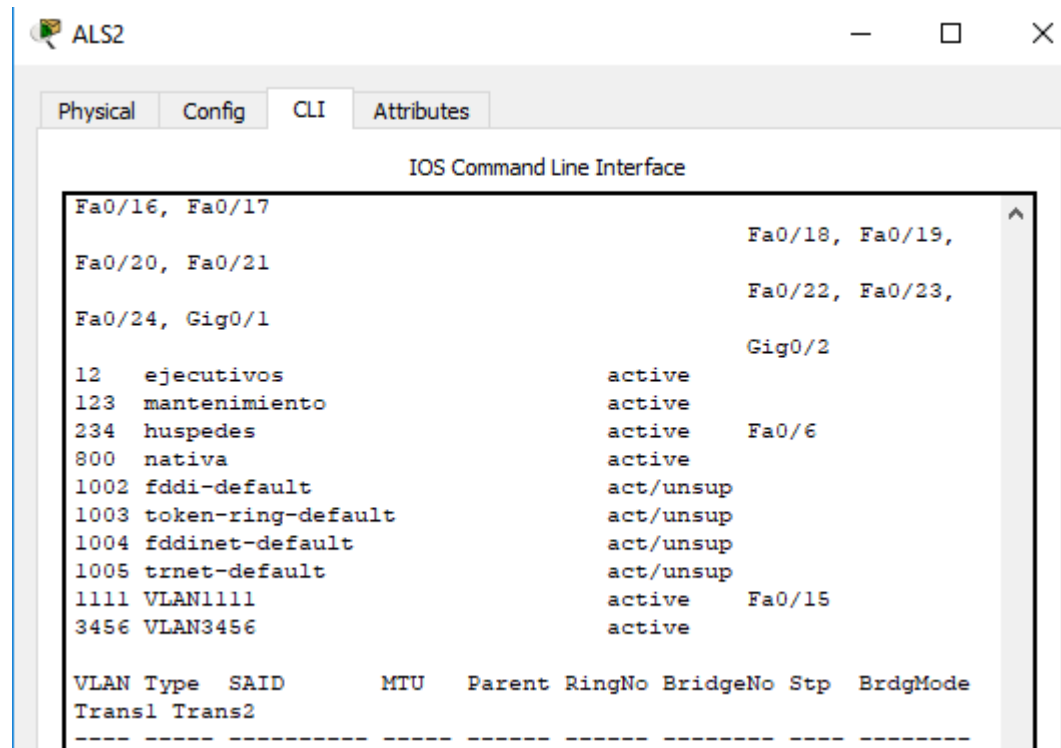 ALS2
Physical Config CLI Attributes
IOS Command Line Interface
Fa0/16, Fa0/17
Fa0/18, Fa0/19,
Fa0/20, Fa0/21
Fa0/22, Fa0/23,
Fa0/24, Gig0/1
Gig0/2
12 ejecutivos active
123 mantenimiento active
234 huspedes active Fa0/6
800 nativa active
1002 fddi-default act/unsup
1003 token-ring-default act/unsup
1004 fddinet-default act/unsup
1005 trnet-default act/unsup
1111 VLAN1111 active Fa0/15
3456 VLAN3456 active
VLAN Type SAID MTU Parent RingNo BridgeNo Stp BrdgMode
Trans1 Trans2
---- ----- ---------- ----- ------ ------ -------- ---- --------